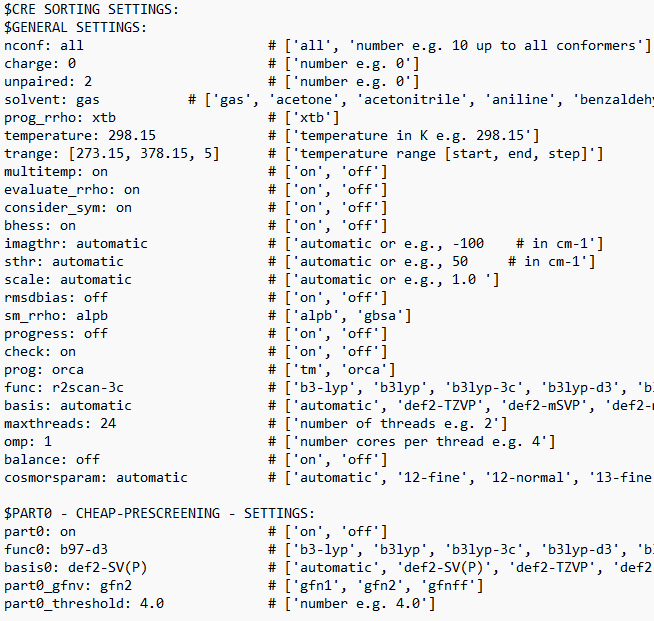 $CRE SORTING SETTINGS:
$GENERAL SETTINGS:
nconf: all # ['all', 'number e.g. 10 up to all conformers']
charge: 0 # ['number e.g. 0']
unpaired: 2 # ['number e.g. 0']
solvent: gas # ['gas', 'acetone', 'acetonitrile', 'aniline', 'benzaldehy
prog_rrho: xtb # ['xtb']
temperature: 298.15 # ['temperature in K e.g. 298.15']
trange: [273.15, 378.15, 5] # ['temperature range [start, end, step]']
multitemp: on # ['on', 'off']
evaluate_rrho: on # ['on', 'off']
consider_sym: on # ['on', 'off']
bhess: on # ['on', 'off']
imagthr: automatic # ['automatic or e.g., -100 # in cm-1']
sthr: automatic # ['automatic or e.g., 50 # in cm-1']
scale: automatic # ['automatic or e.g., 1.0 ']
rmsdbias: off # ['on', 'off']
sm_rrho: alpb # ['alpb', 'gbsa']
progress: off # ['on', 'off']
check: on # ['on', 'off']
prog: orca # ['tm', 'orca']
func: r2scan-3c # ['b3-lyp', 'b3lyp', 'b3lyp-3c', 'b3lyp-d3', 'b3
basis: automatic # ['automatic', 'def2-TZVP', 'def2-mSVP', 'def2-m
maxthreads: 24 # ['number of threads e.g. 2']
omp: 1 # ['number cores per thread e.g. 4']
balance: off # ['on', 'off']
cosmorsparam: automatic # ['automatic', '12-fine', '12-normal', '13-fine
$PART0 - CHEAP-PRESCREENING - SETTINGS:
part0: on # ['on', 'off']
func0: b97-d3 # ['b3-lyp', 'b3lyp', 'b3lyp-3c', 'b3lyp-d3', 'b3
basis0: def2-SV(P) # ['automatic', 'def2-SV(P)', 'def2-TZVP', 'def2
part0_gfnv: gfn2 # ['gfn1', 'gfn2', 'gfnff']
part0_threshold: 4.0 # ['number e.g. 4.0']